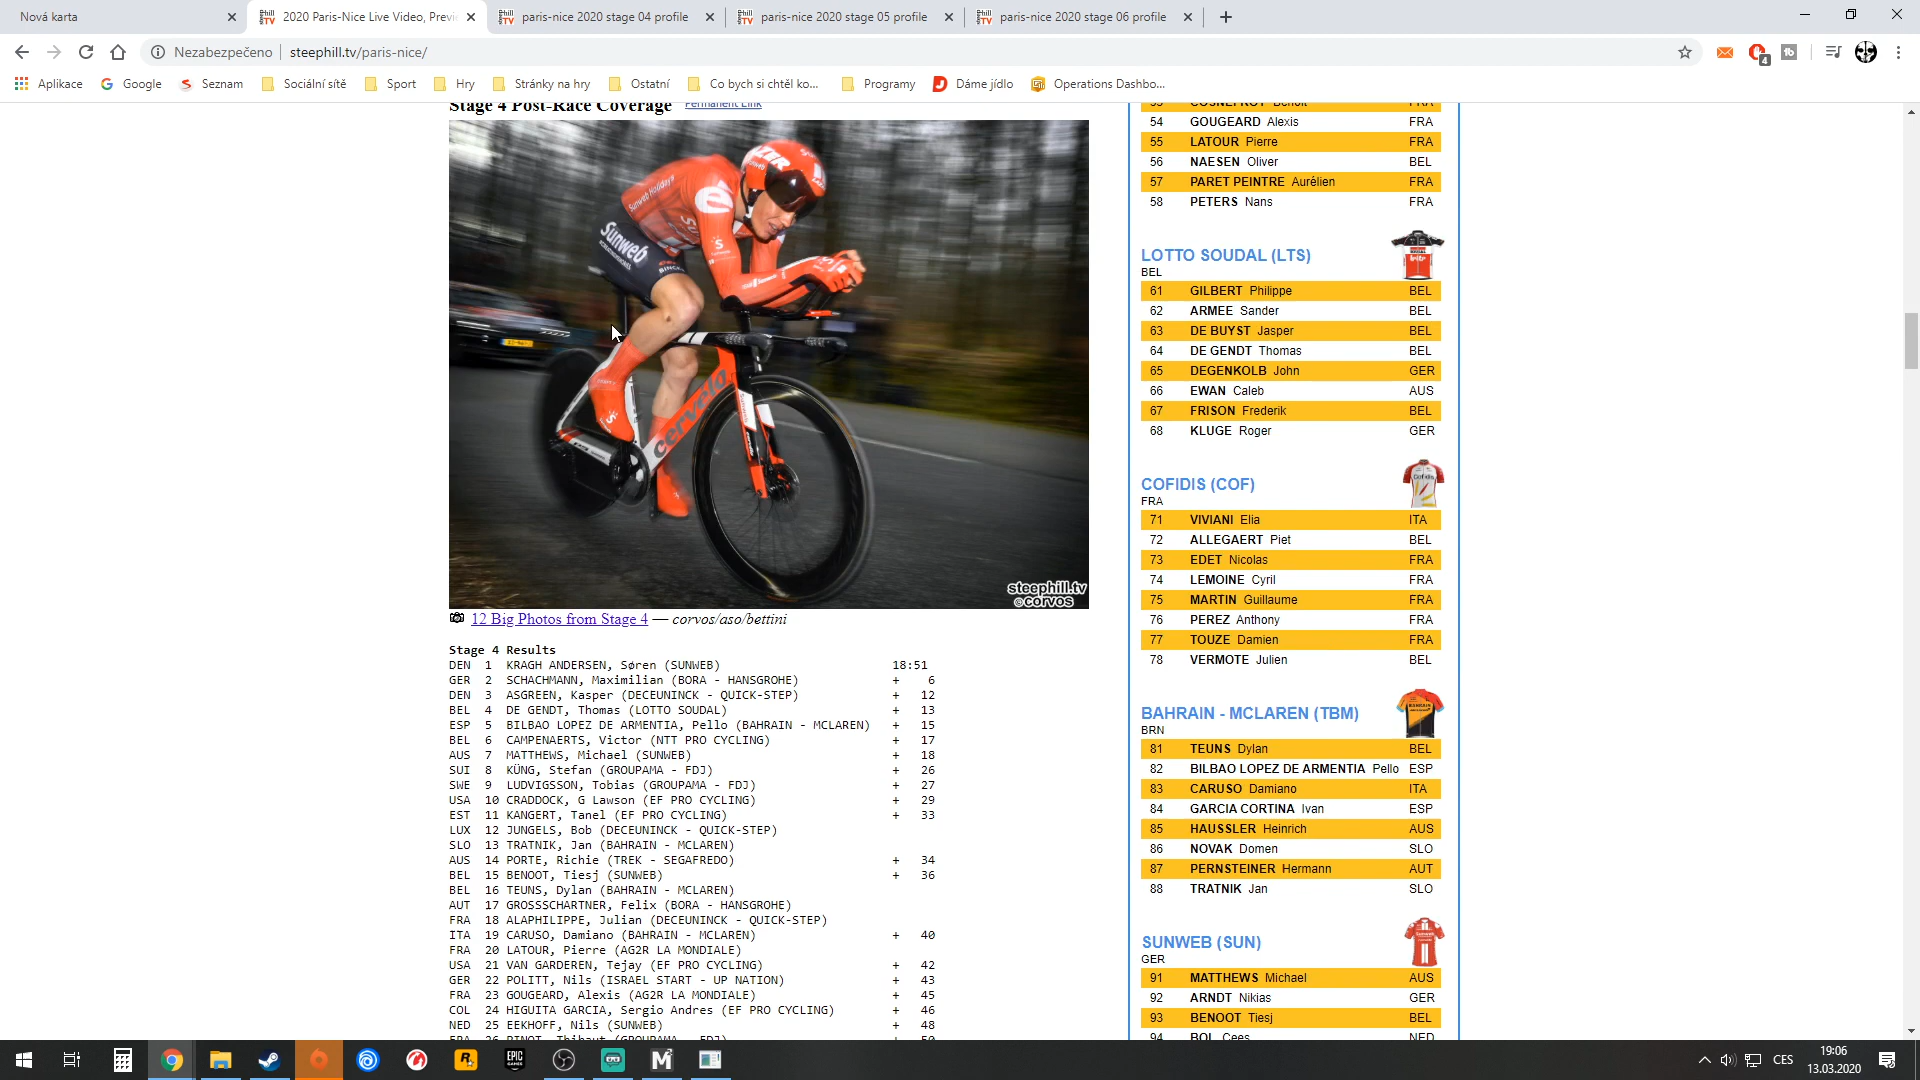 Nová karta
2020 Paris-Nice Live Video, Previ
paris-nice 2020 stage 04 profile
paris-nice 2020 stage 05 profile
paris-nice 2020 stage 06 profile
Nezabezpečeno
steephill.tv/paris-nice/
4
Aplikace
Google
Seznam
Sociální sítě
Sport
Hry
Stránky na hry
Ostatní
Co bych si chtěl ko...
Programy
Dáme jídlo
Operations Dashbo...
Stage 4 Post-Race Coverage Permanent Link
Sunweb
cervélo
steephill.tv
©corvos
12 Big Photos from Stage 4 — corvos/aso/bettini
Stage 4 Results
DEN 1 KRAGH ANDERSEN, Søren (SUNWEB) 18:51
GER 2 SCHACHMANN, Maximilian (BORA - HANSGROHE) + 6
DEN 3 ASGREEN, Kasper (DECEUNINCK - QUICK-STEP) + 12
BEL 4 DE GENDT, Thomas (LOTTO SOUDAL) + 13
ESP 5 BILBAO LOPEZ DE ARMENTIA, Pello (BAHRAIN - MCLAREN) + 15
BEL 6 CAMPENAERTS, Victor (NTT PRO CYCLING) + 17
AUS 7 MATTHEWS, Michael (SUNWEB) + 18
SUI 8 KÜNG, Stefan (GROUPAMA - FDJ) + 26
SWE 9 LUDVIGSSON, Tobias (GROUPAMA - FDJ) + 27
USA 10 CRADDOCK, G Lawson (EF PRO CYCLING) + 29
EST 11 KANGERT, Tanel (EF PRO CYCLING) + 33
LUX 12 JUNGELS, Bob (DECEUNINCK - QUICK-STEP)
SLO 13 TRATNIK, Jan (BAHRAIN - MCLAREN)
AUS 14 PORTE, Richie (TREK - SEGAFREDO) + 34
BEL 15 BENOOT, Tiesj (SUNWEB) + 36
BEL 16 TEUNS, Dylan (BAHRAIN - MCLAREN)
AUT 17 GROSSSCHARTNER, Felix (BORA - HANSGROHE)
FRA 18 ALAPHILIPPE, Julian (DECEUNINCK - QUICK-STEP)
ITA 19 CARUSO, Damiano (BAHRAIN - MCLAREN) + 40
FRA 20 LATOUR, Pierre (AG2R LA MONDIALE)
USA 21 VAN GARDEREN, Tejay (EF PRO CYCLING) + 42
GER 22 POLITT, Nils (ISRAEL START - UP NATION) + 43
FRA 23 GOUGEARD, Alexis (AG2R LA MONDIALE) + 45
COL 24 HIGUITA GARCIA, Sergio Andres (EF PRO CYCLING) + 46
NED 25 EEKHOFF, Nils (SUNWEB) + 48
FRA 26 PINOT, Thibaut (GROUPAMA - FDJ) + 50
53 COSNEFROY Benoît FRA
54 GOUGEARD Alexis FRA
55 LATOUR Pierre FRA
56 NAESEN Oliver BEL
57 PARET PEINTRE Aurélien FRA
58 PETERS Nans FRA
LOTTO SOUDAL (LTS)
BEL
61 GILBERT Philippe BEL
62 ARMEE Sander BEL
63 DE BUYST Jasper BEL
64 DE GENDT Thomas BEL
65 DEGENKOLB John GER
66 EWAN Caleb AUS
67 FRISON Frederik BEL
68 KLUGE Roger GER
COFIDIS (COF)
FRA
71 VIVIANI Elia ITA
72 ALLEGAERT Piet BEL
73 EDET Nicolas FRA
74 LEMOINE Cyril FRA
75 MARTIN Guillaume FRA
76 PEREZ Anthony FRA
77 TOUZE Damien FRA
78 VERMOTE Julien BEL
BAHRAIN - MCLAREN (TBM)
BRN
81 TEUNS Dylan BEL
82 BILBAO LOPEZ DE ARMENTIA Pello ESP
83 CARUSO Damiano ITA
84 GARCIA CORTINA Ivan ESP
85 HAUSSLER Heinrich AUS
86 NOVAK Domen SLO
87 PERNSTEINER Hermann AUT
88 TRATNIK Jan SLO
SUNWEB (SUN)
GER
91 MATTHEWS Michael AUS
92 ARNDT Nikias GER
93 BENOOT Tiesj BEL
94 BOL Cees NED
CES
19:06
13.03.2020